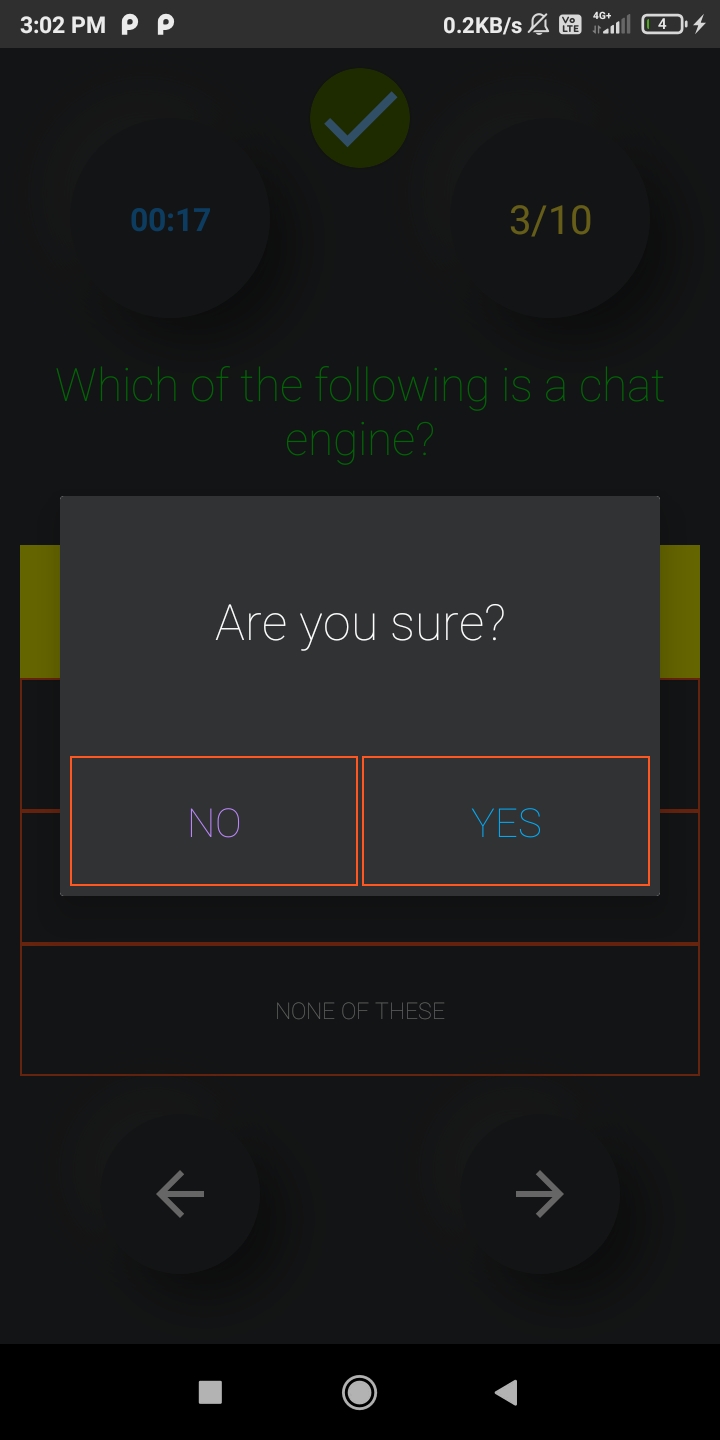 3:02 PM
0.2KB/s
Vo LTE
4G+
4
00:17
3/10
Which of the following is a chat
engine?
Are you sure?
NO
YES
NONE OF THESE